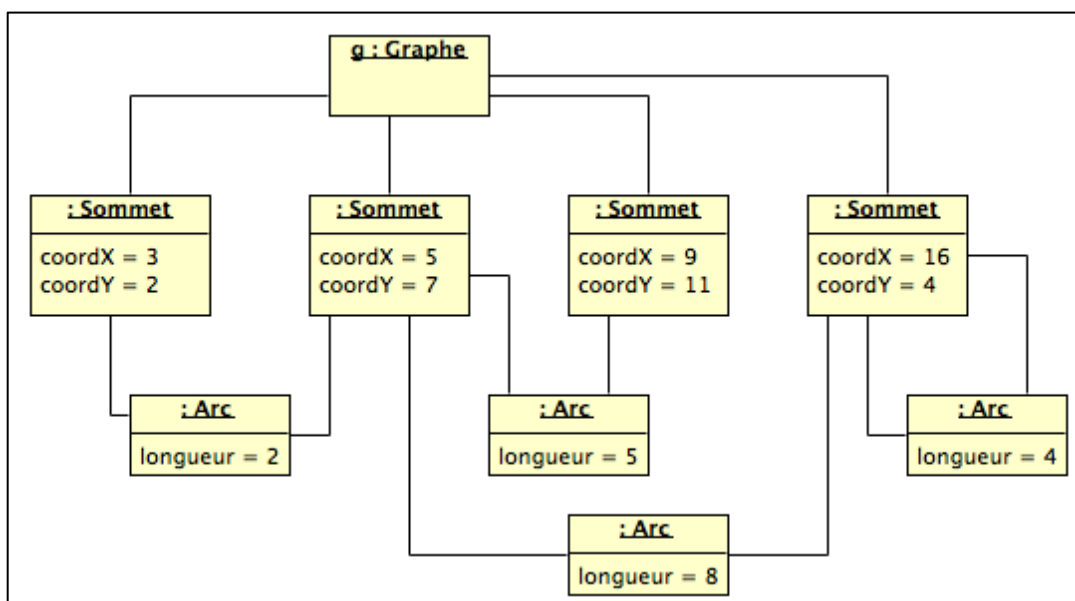 g : Graphe
: Sommet
coordX = 3
coordY = 2
: Sommet
coordX = 5
coordY = 7
: Sommet
coordX = 9
coordY = 11
: Sommet
coordX = 16
coordY = 4
: Arc
longueur = 2
: Arc
longueur = 5
: Arc
longueur = 4
: Arc
longueur = 8